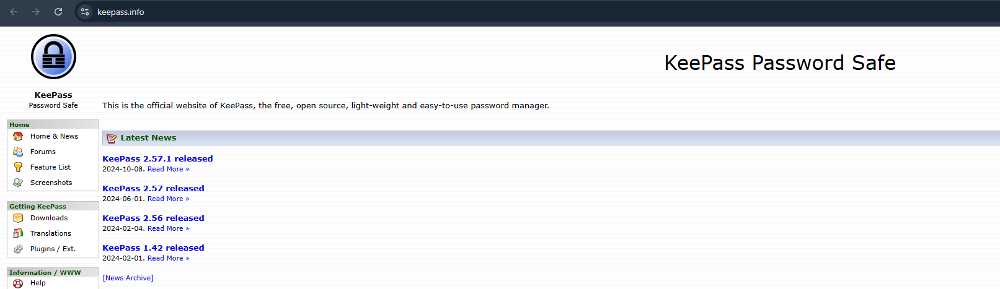 keepass.info
KeePass
Password Safe
KeePass Password Safe
This is the official website of KeePass, the free, open source, light-weight and easy-to-use password manager.
Home
Home & News
Forums
Feature List
Screenshots
Getting KeePass
Downloads
Translations
Plugins / Ext.
Information / WWW
Help
Latest News
KeePass 2.57.1 released
2024-10-08. Read More »
KeePass 2.57 released
2024-06-01. Read More »
KeePass 2.56 released
2024-02-04. Read More »
KeePass 1.42 released
2024-02-01. Read More »
[News Archive]